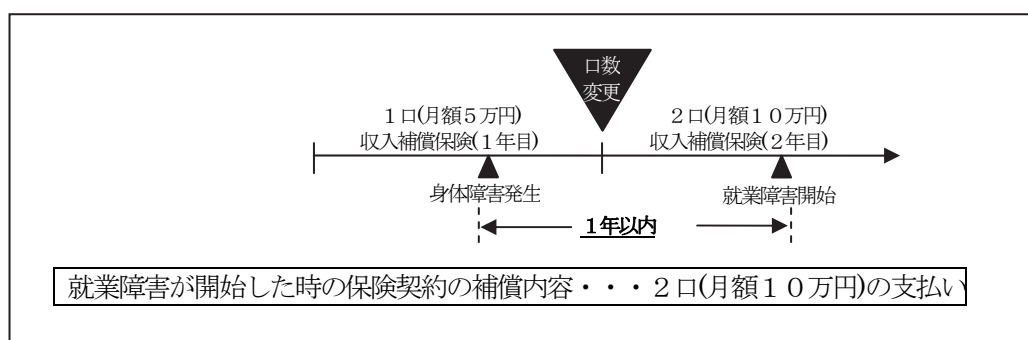 口数
変更
1口(月額5万円)
収入補償保険(1年目)
2口(月額10万円)
収入補償保険(2年目)
身体障害発生
就業障害開始
1年以内
就業障害が開始した時の保険契約の補償内容・・・2口(月額10万円)の支払い